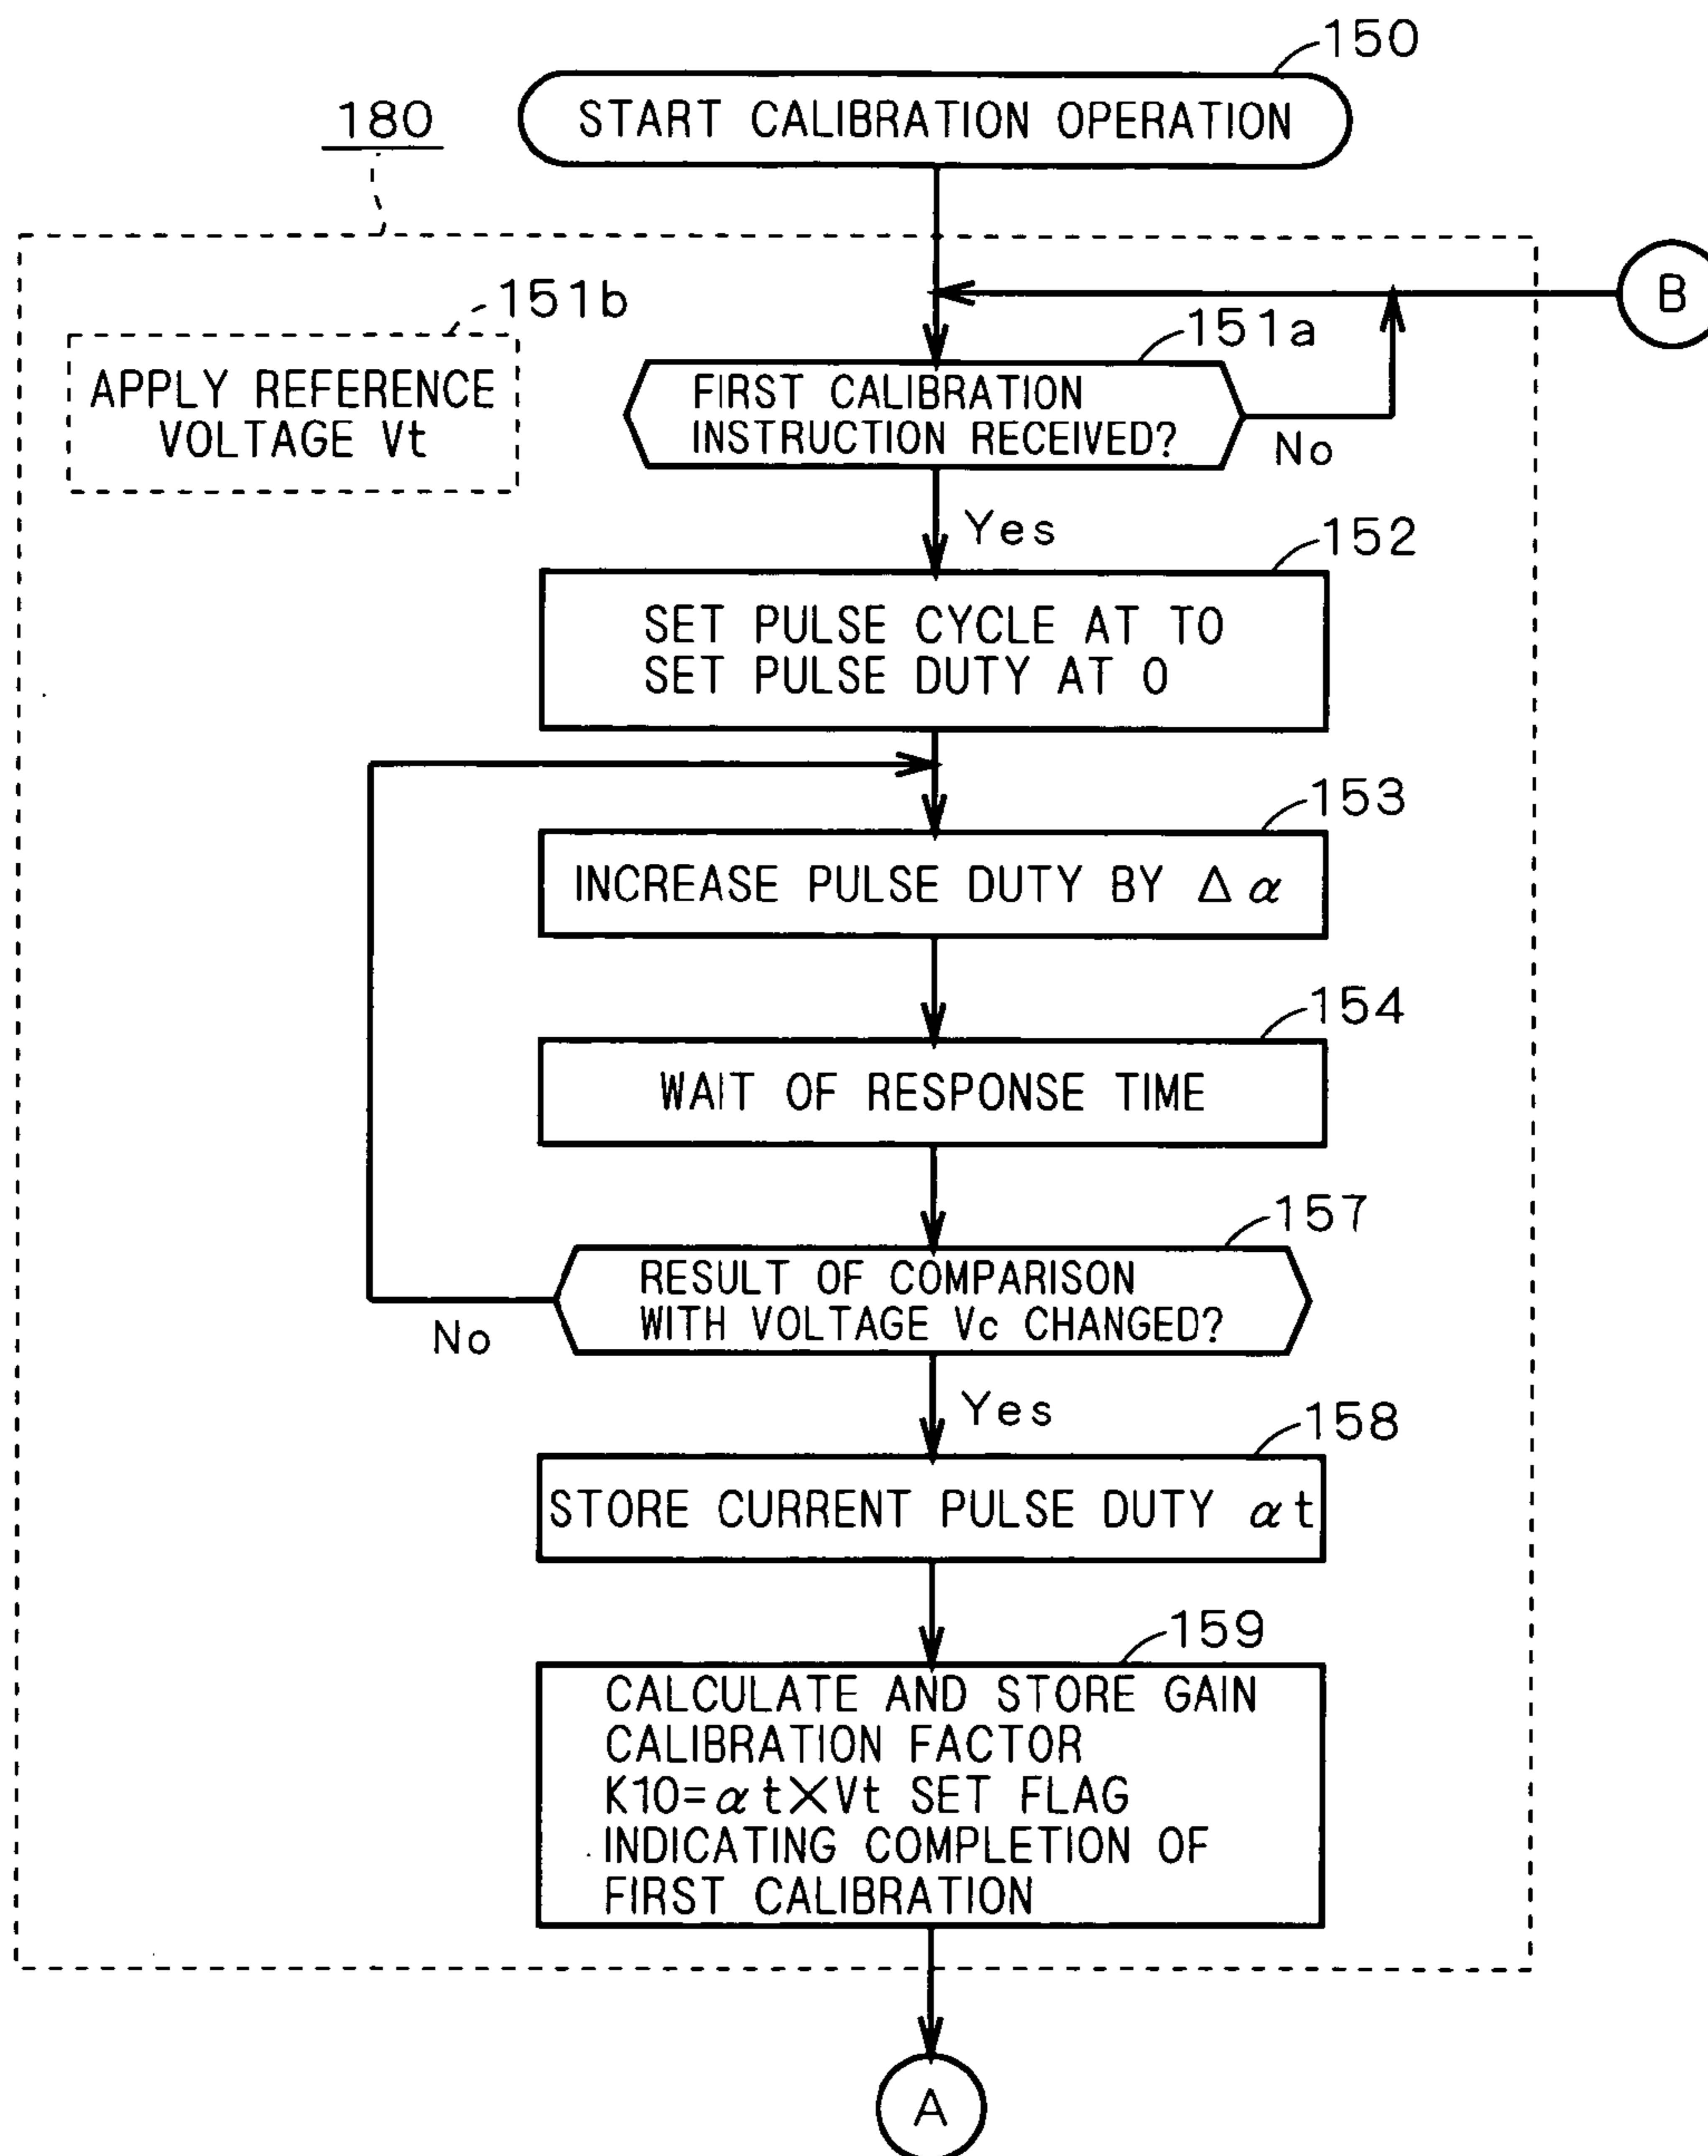 150
START CALIBRATION OPERATION
180
B
151b
151a
APPLY REFERENCE
VOLTAGE Vt
FIRST CALIBRATION
INSTRUCTION RECEIVED?
No
Yes
152
SET PULSE CYCLE AT T0
SET PULSE DUTY AT 0
153
INCREASE PULSE DUTY BY Δα
154
WAIT OF RESPONSE TIME
157
RESULT OF COMPARISON
WITH VOLTAGE Vc CHANGED?
No
Yes
158
STORE CURRENT PULSE DUTY αt
159
CALCULATE AND STORE GAIN
CALIBRATION FACTOR
K10=αt×Vt SET FLAG
INDICATING COMPLETION OF
FIRST CALIBRATION
A